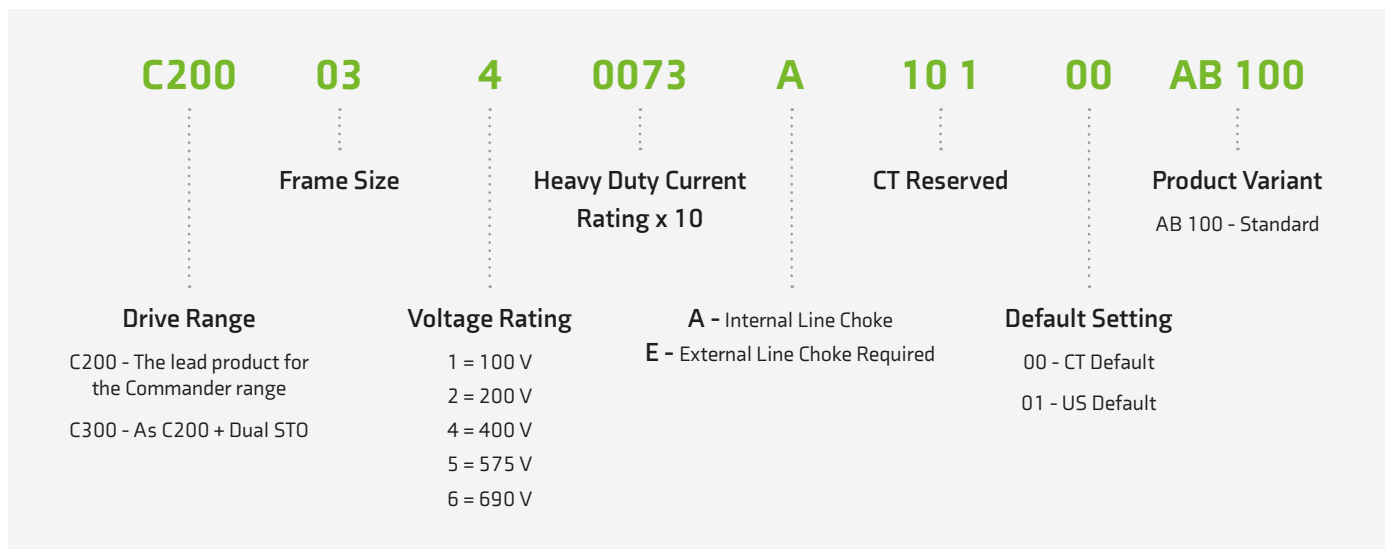 C200 03 4 0073 A 10 1 00 AB 100
Frame Size
Heavy Duty Current
Rating x 10
CT Reserved
Product Variant
AB 100 - Standard
Drive Range
C200 - The lead product for
the Commander range
C300 - As C200 + Dual STO
Voltage Rating
1 = 100 V
2 = 200 V
4 = 400 V
5 = 575 V
6 = 690 V
A - Internal Line Choke
E - External Line Choke Required
Default Setting
00 - CT Default
01 - US Default